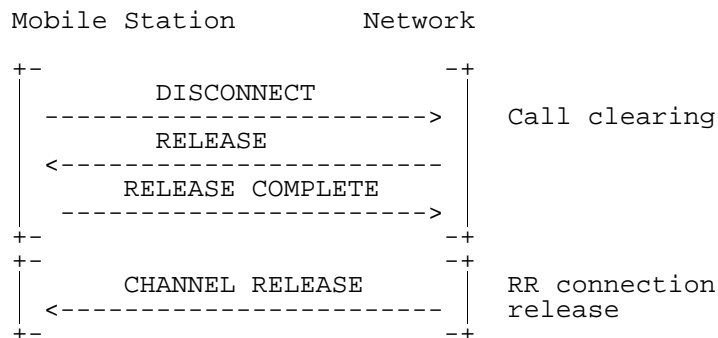 Mobile Station Network
DISCONNECT
Call clearing
RELEASE
RELEASE COMPLETE
CHANNEL RELEASE
RR connection
release